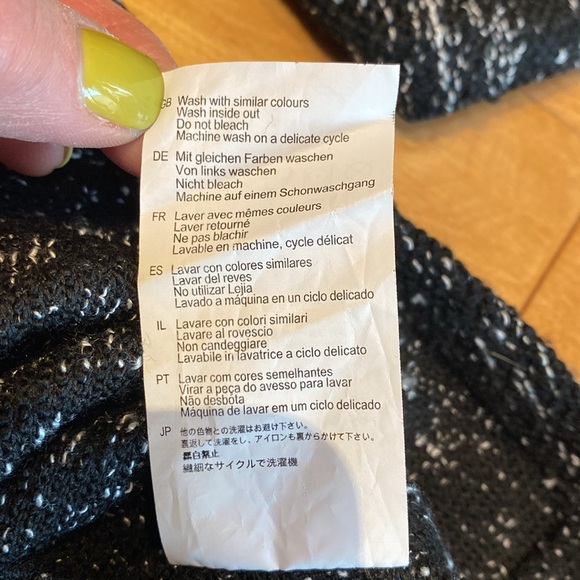 GB Wash with similar colours
Wash inside out
Do not bleach
Machine wash on a delicate cycle
DE Mit gleichen Farben waschen
Von links waschen
Nicht bleach
Machine auf einem Schonwaschgang
FR Laver avec mêmes couleurs
Laver retourné
Ne pas blachir
Lavable en machine, cycle délicat
ES Lavar con colores similares
Lavar del reves
No utilizar Lejia
Lavado a máquina en un ciclo delicado
IL Lavare con colori similari
Lavare al rovescio
Non candeggiare
Lavabile in lavatrice a ciclo delicato
PT Lavar com cores semelhantes
Virar a peça do avesso para lavar
Não desbota
Máquina de lavar em um ciclo delicado
JP 他の色物との洗濯はお避け下さい。
裏返して洗濯をし、アイロンも裏からかけて下さい。
漂白禁止
繊細なサイクルで洗濯機